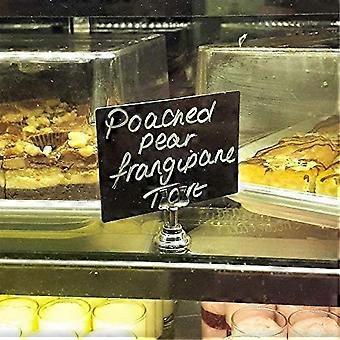 Poached
pear
frangipane
Tart